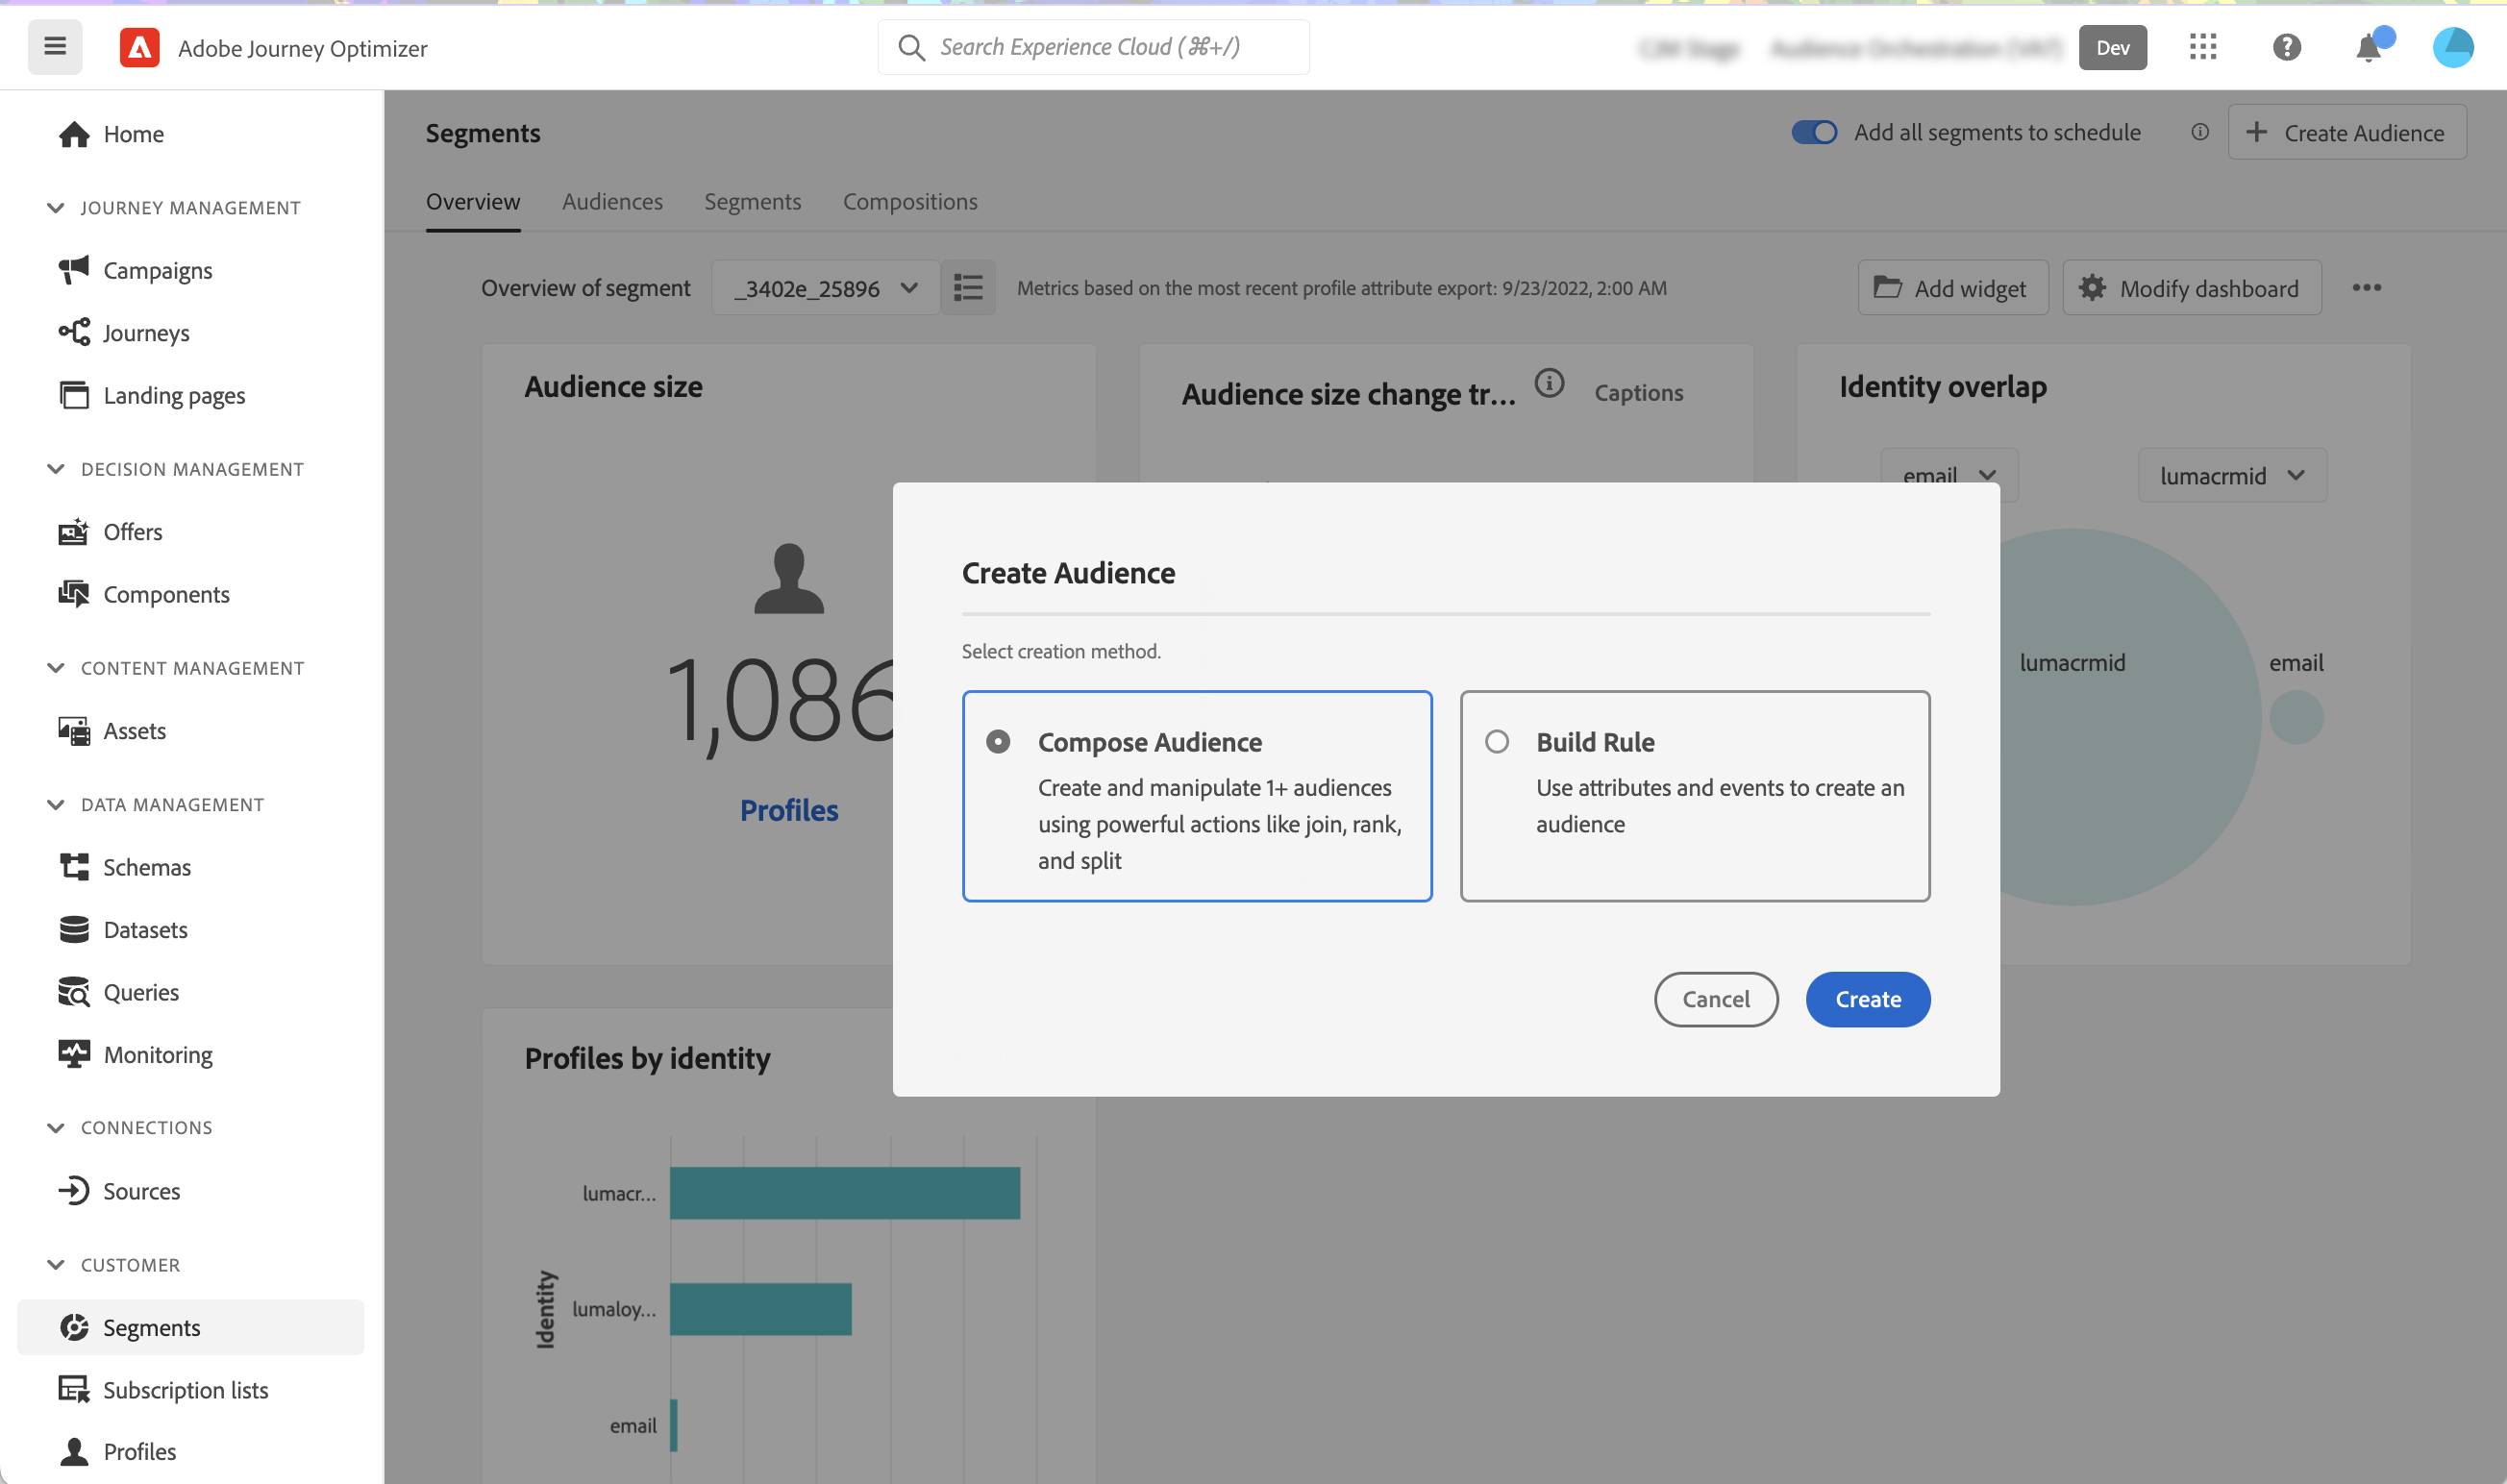 Adobe Journey Optimizer
Search Experience Cloud (⌘+/)
Dev
Home
JOURNEY MANAGEMENT
Campaigns
Journeys
Landing pages
DECISION MANAGEMENT
Offers
Components
CONTENT MANAGEMENT
Assets
DATA MANAGEMENT
Schemas
Datasets
Queries
Monitoring
CONNECTIONS
Sources
CUSTOMER
Segments
Subscription lists
Profiles
Segments
Add all segments to schedule
Create Audience
Overview Audiences Segments Compositions
Overview of segment
_3402e_25896
Metrics based on the most recent profile attribute export: 9/23/2022, 2:00 AM
Add widget
Modify dashboard
Audience size
1,086
Profiles
Audience size change tr...
Captions
Identity overlap
email
lumacrmid
lumacrmid
email
Create Audience
Select creation method.
Compose Audience
Create and manipulate 1+ audiences
using powerful actions like join, rank,
and split
Build Rule
Use attributes and events to create an
audience
Cancel
Create
Profiles by identity
Identity
lumacr...
lumaloy...
email